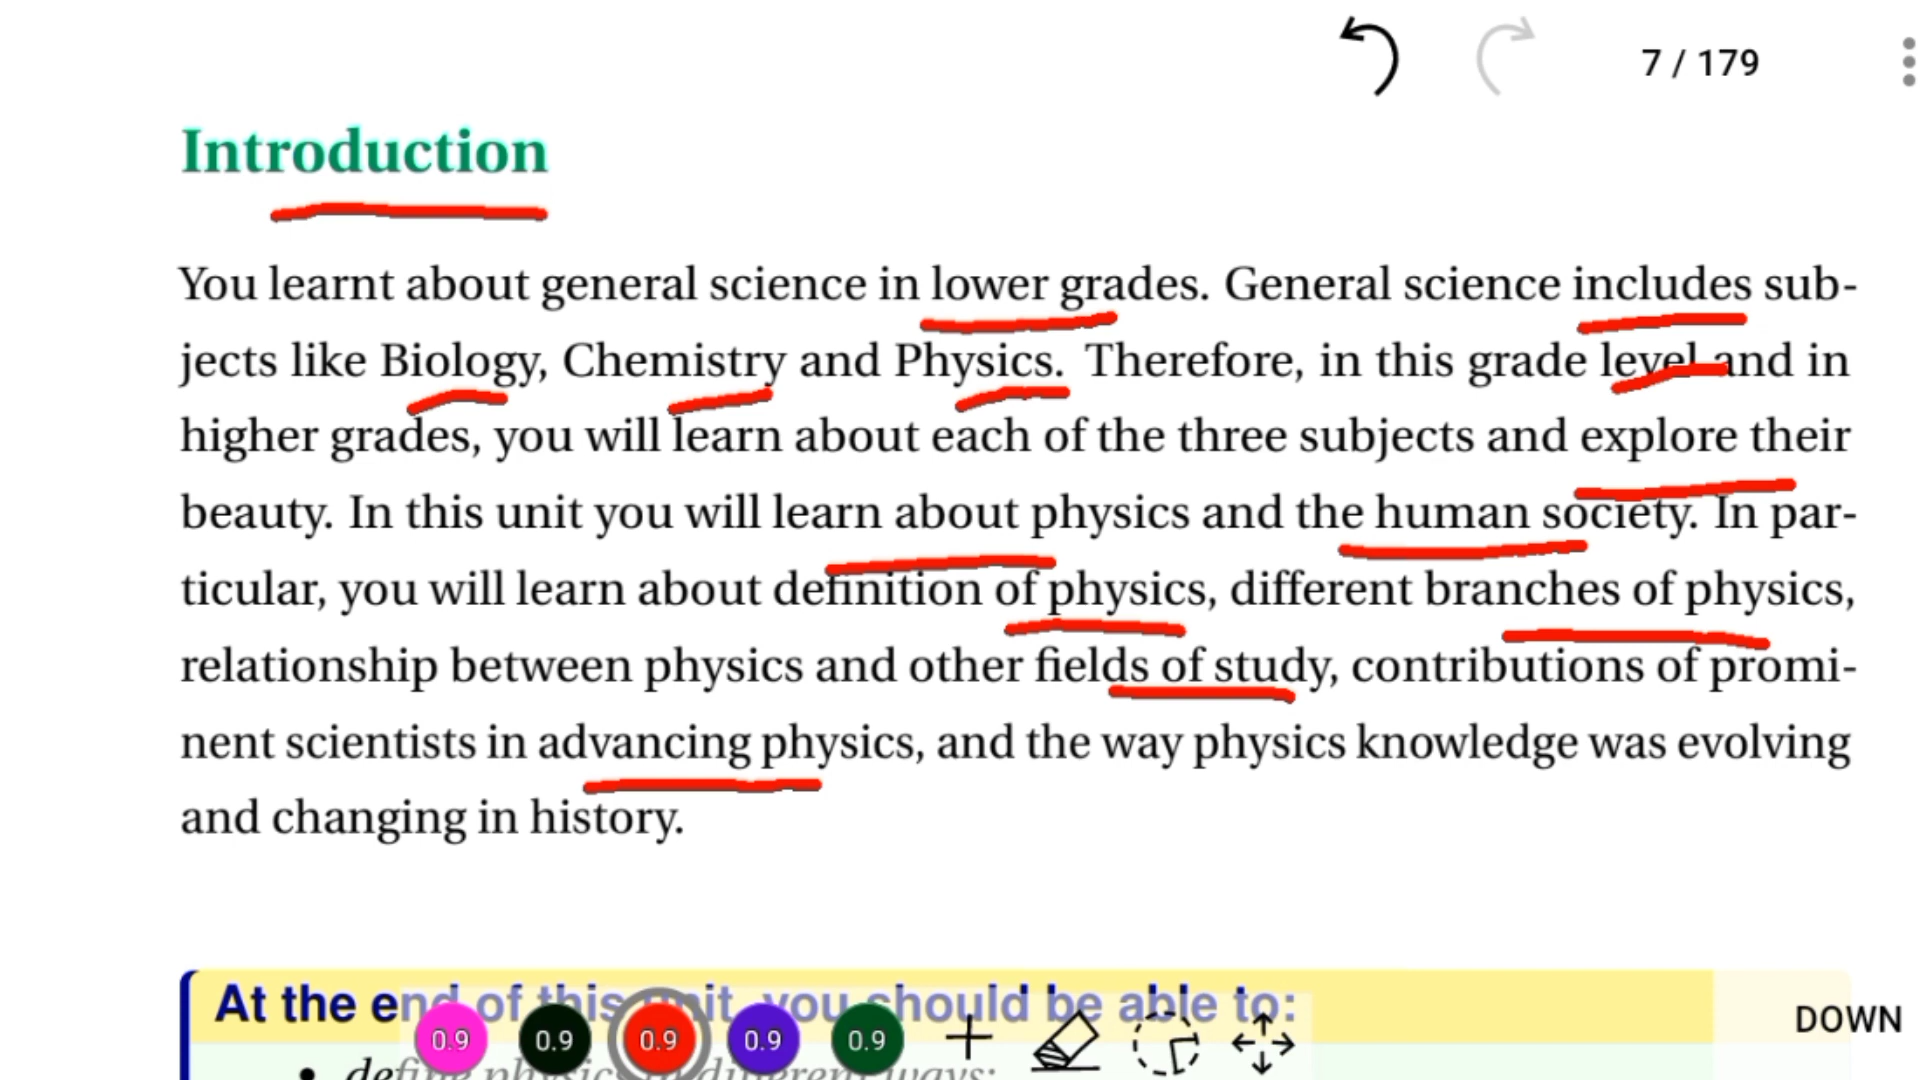 7 / 179
Introduction
You learnt about general science in lower grades. General science includes sub-
jects like Biology, Chemistry and Physics. Therefore, in this grade level and in
higher grades, you will learn about each of the three subjects and explore their
beauty. In this unit you will learn about physics and the human society. In par-
ticular, you will learn about definition of physics, different branches of physics,
relationship between physics and other fields of study, contributions of promi-
nent scientists in advancing physics, and the way physics knowledge was evolving
and changing in history.
At the end of this unit, you should be able to:
DOWN
0.9 0.9 0.9 0.9 0.9
• define physics in different ways;